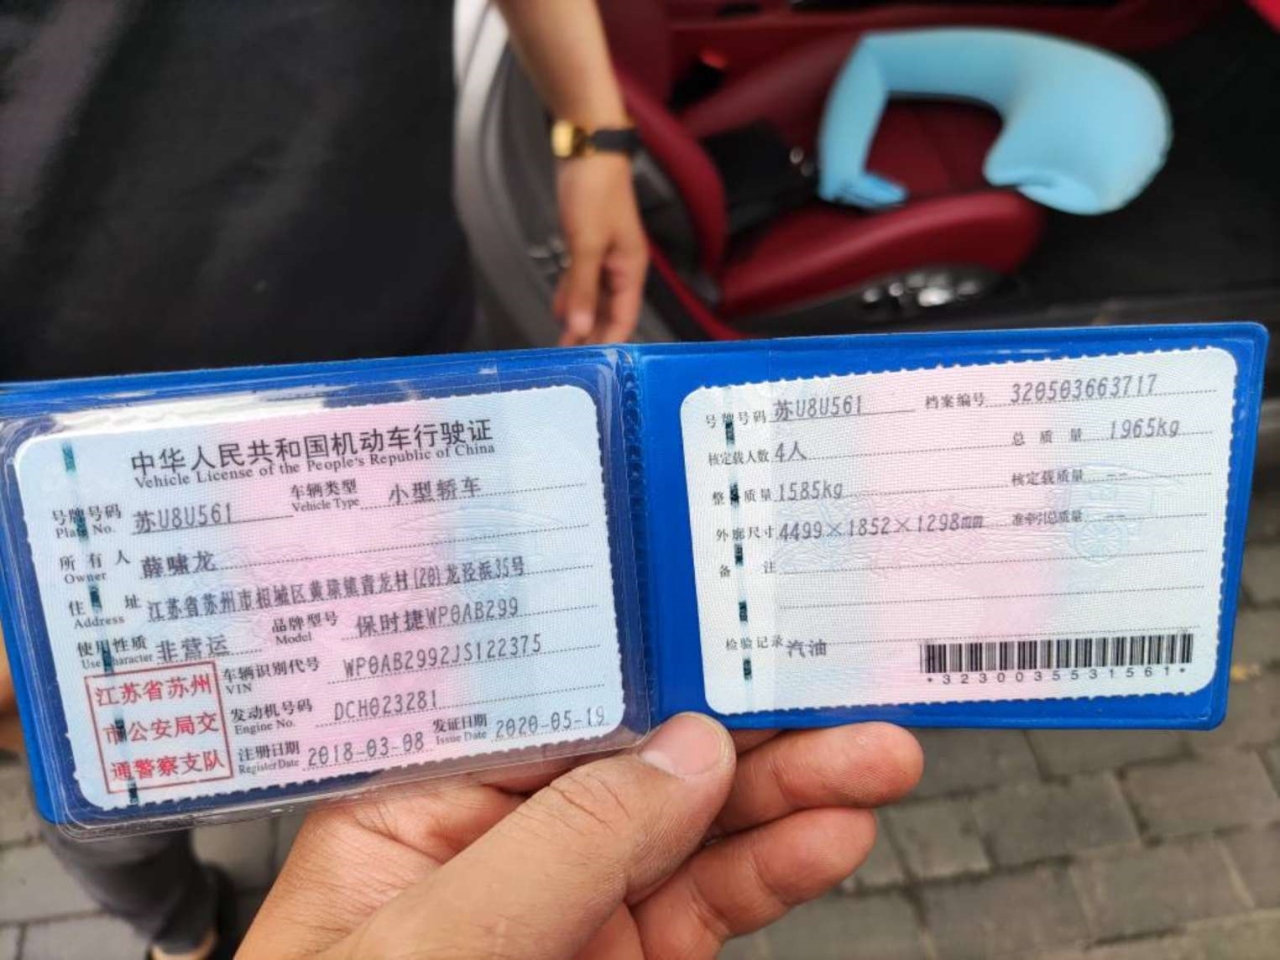 中华人民共和国机动车行驶证
Vehicle License of the People's Republic of China
号牌号码 苏U8U561 车辆类型 小型轿车
Plate No. Vehicle Type
所有人 薛啸龙
Owner
住址 江苏省苏州市相城区黄埭镇青龙村(20)龙泾浜35号
Address
使用性质 非营运 品牌型号 保时捷WP0AB299
Use Character Model
车辆识别代号 WP0AB2992JS122375
VIN
发动机号码 DCH023281
Engine No.
注册日期 2018-03-08 发证日期 2020-05-19
Register Date Issue Date
江苏省苏州
市公安局交
通警察支队
号牌号码 苏U8U561 档案编号 320503663717
核定载人数 4人 总质量 1965kg
整备质量 1585kg 核定载质量 --
外廓尺寸 4499×1852×1298mm 准牵引总质量 --
备注
检验记录 汽油
*3230035531561*